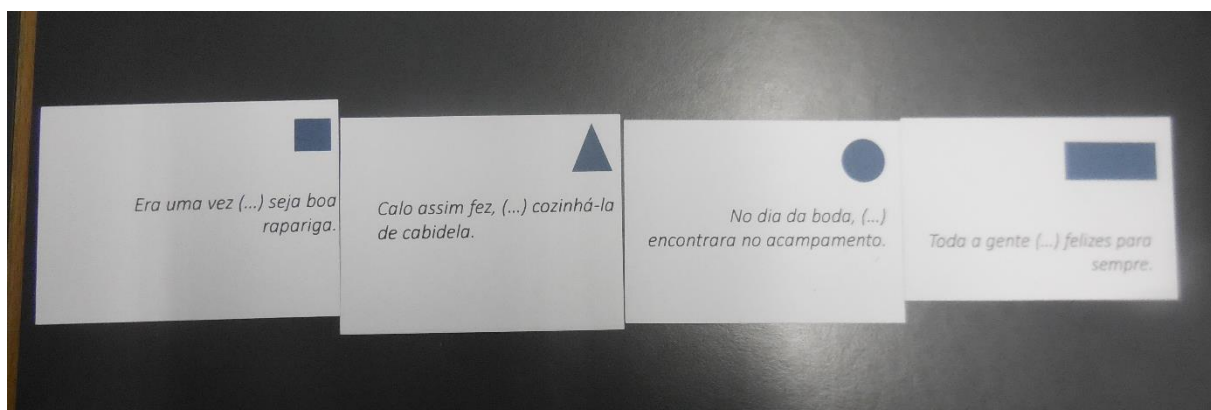 Era uma vez (...) seja boa
rapariga.
Calo assim fez, (...) cozinhá-la
de cabidela.
No dia da boda, (...)
encontrara no acampamento.
Toda a gente (...) felizes para
sempre.